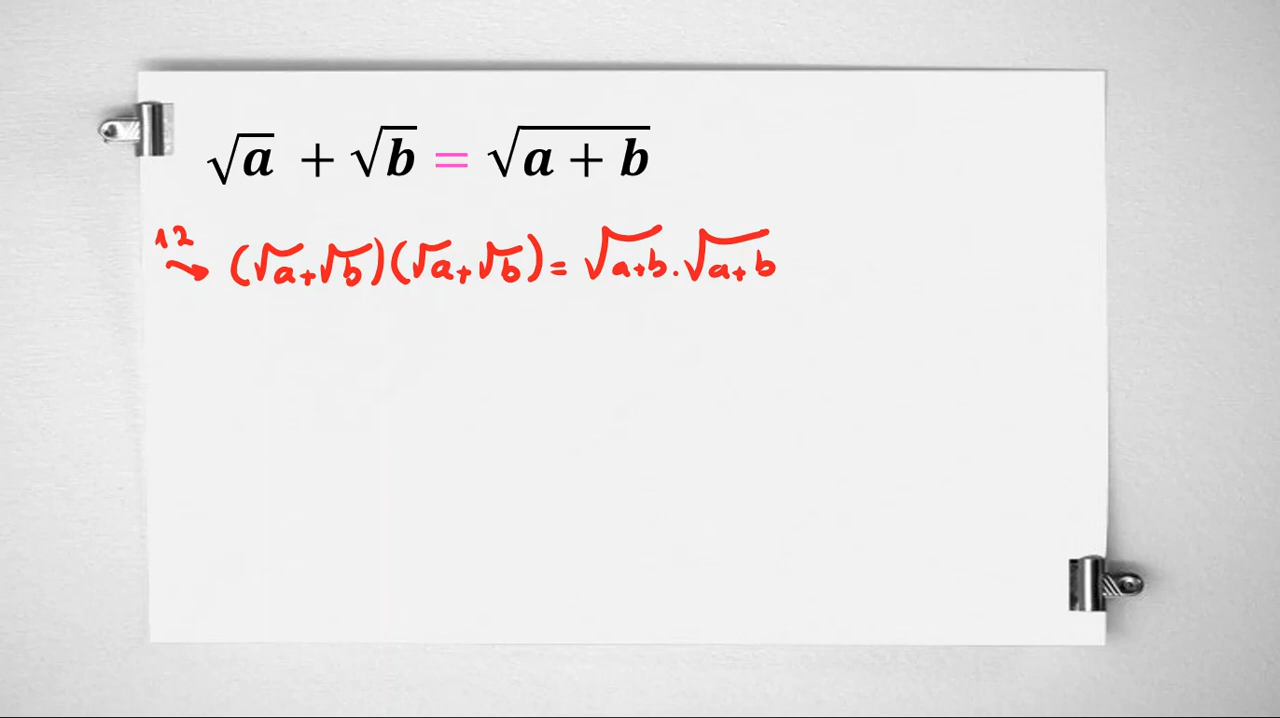 √a + √b = √(a + b)
12
→ (√a+√b)(√a+√b) = √(a+b) . √(a+b)